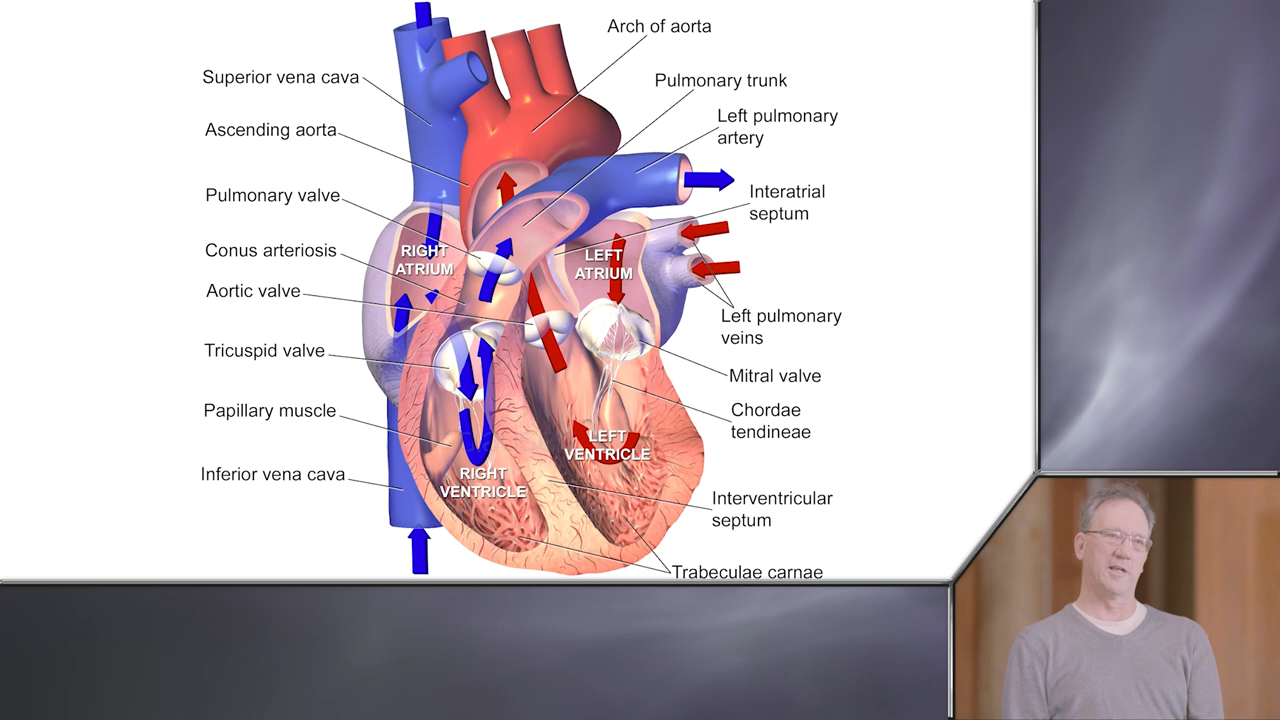 Arch of aorta
Superior vena cava
Pulmonary trunk
Left pulmonary
artery
Ascending aorta
Pulmonary valve
Interatrial
septum
Conus arteriosis
RIGHT
ATRIUM
LEFT
ATRIUM
Aortic valve
Left pulmonary
veins
Tricuspid valve
Mitral valve
Papillary muscle
Chordae
tendineae
LEFT
VENTRICLE
Inferior vena cava
RIGHT
VENTRICLE
Interventricular
septum
Trabeculae carnae